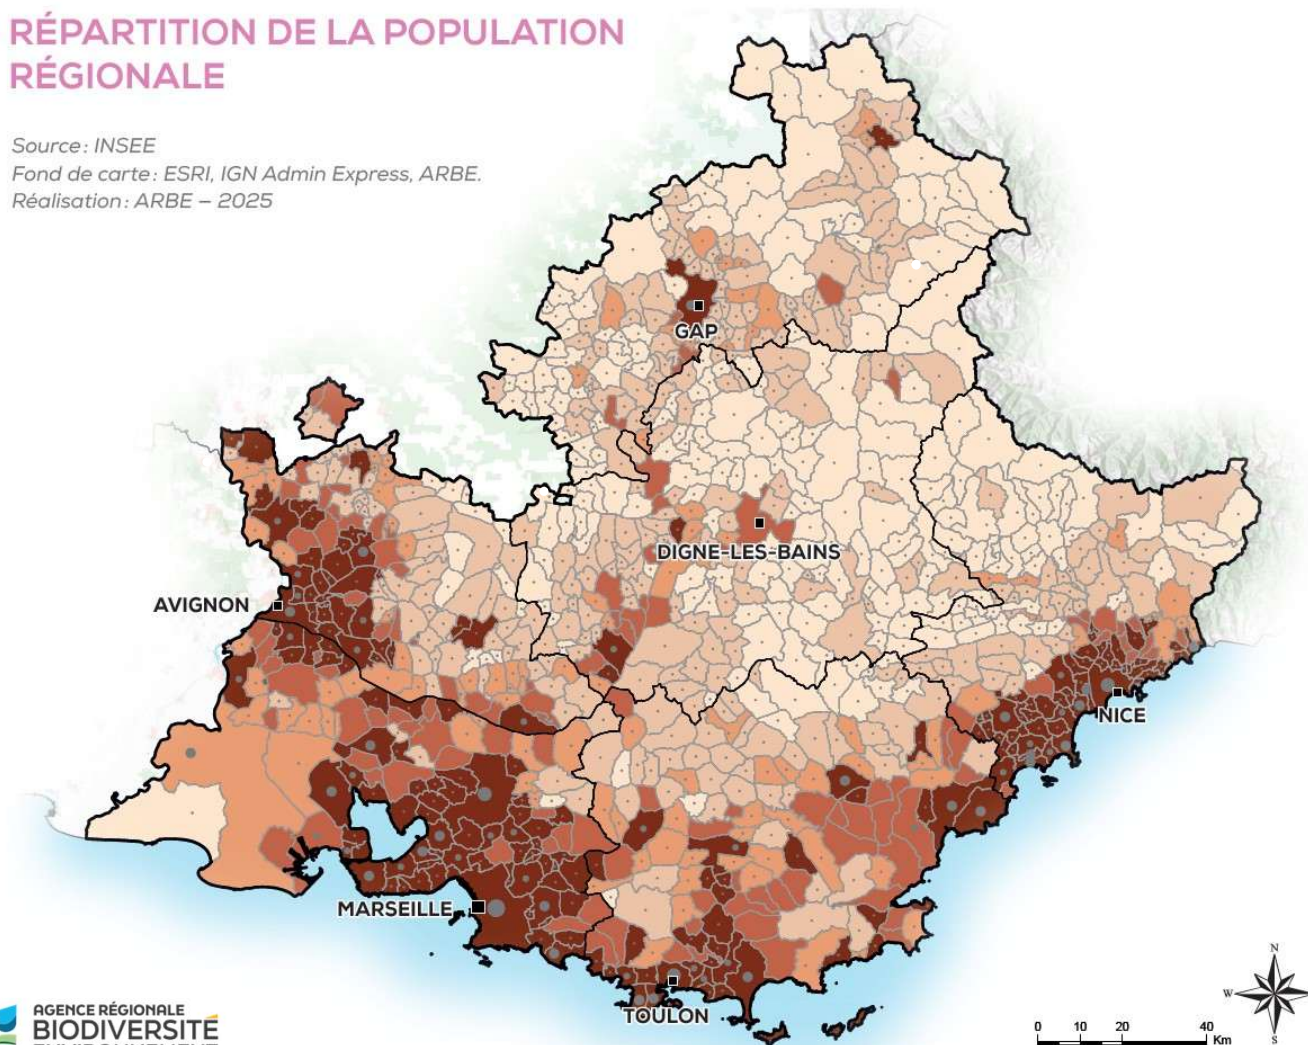 RÉPARTITION DE LA POPULATION
RÉGIONALE
Source : INSEE
Fond de carte : ESRI, IGN Admin Express, ARBE.
Réalisation : ARBE – 2025
GAP
DIGNE-LES-BAINS
AVIGNON
NICE
MARSEILLE
TOULON
AGENCE RÉGIONALE
BIODIVERSITÉ
ENVIRONNEMENT
N
W
E
S
0 10 20 40
Km